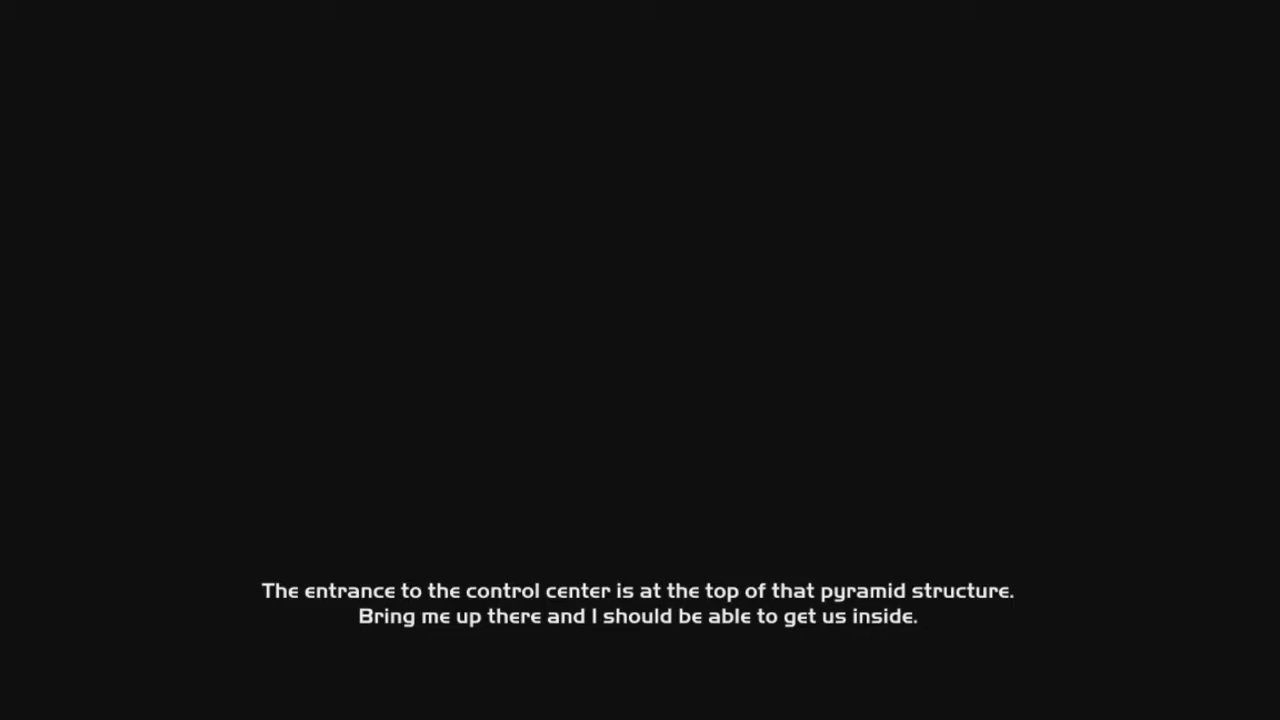 The entrance to the control center is at the top of that pyramid structure.
Bring me up there and I should be able to get us inside.